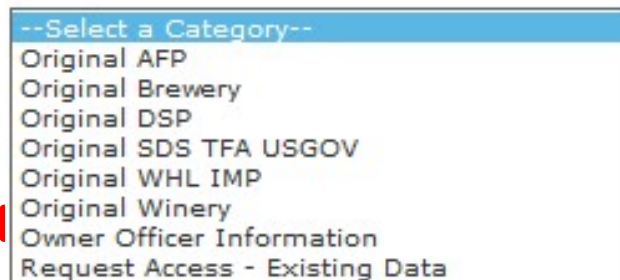 --Select a Category--
Original AFP
Original Brewery
Original DSP
Original SDS TFA USGOV
Original WHL IMP
Original Winery
Owner Officer Information
Request Access - Existing Data